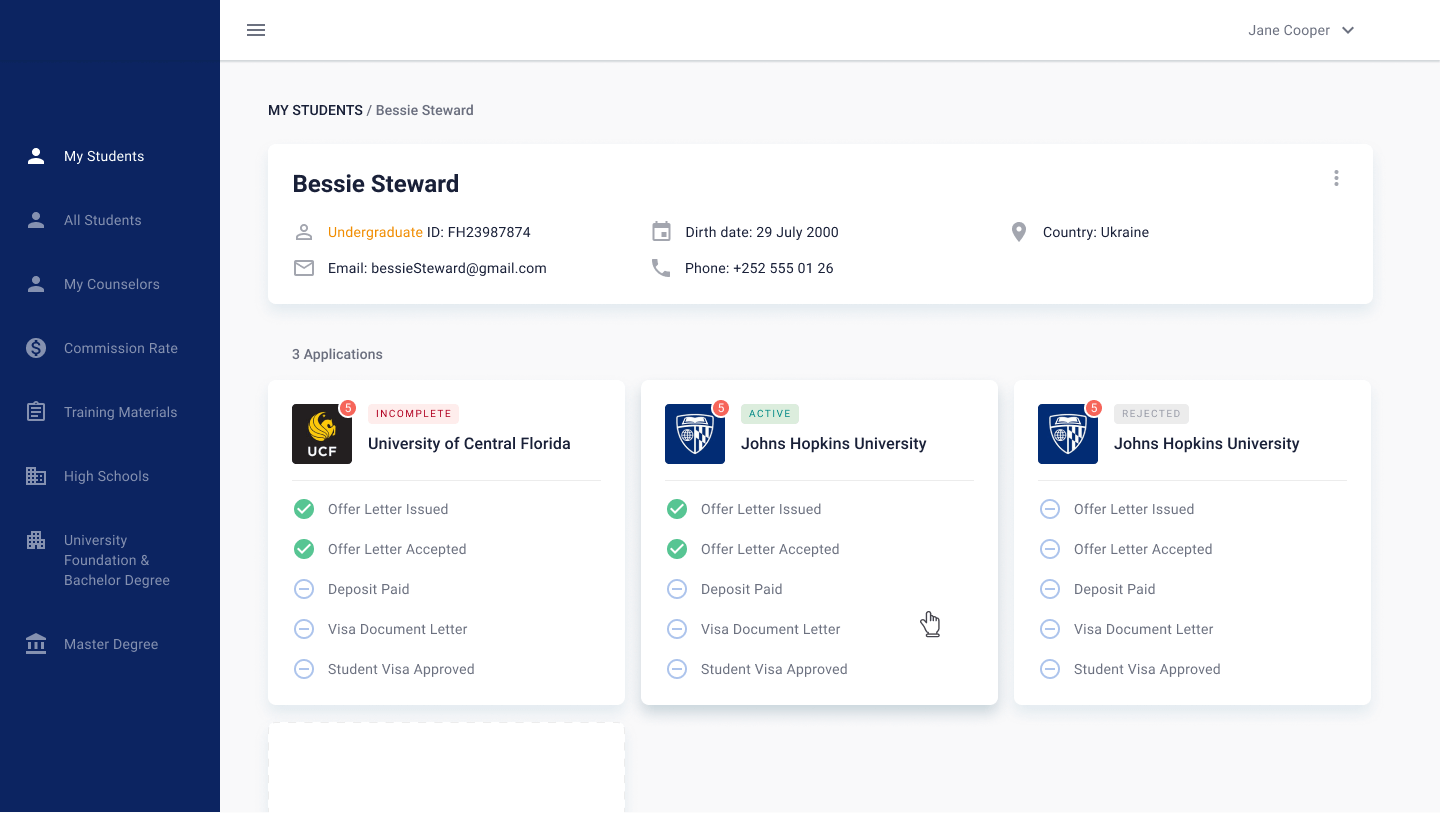 Jane Cooper
MY STUDENTS / Bessie Steward
My Students
All Students
My Counselors
Commission Rate
Training Materials
High Schools
University
Foundation &
Bachelor Degree
Master Degree
Bessie Steward
Undergraduate ID: FH23987874
Dirth date: 29 July 2000
Country: Ukraine
Email: bessieSteward@gmail.com
Phone: +252 555 01 26
3 Applications
UCF
5
INCOMPLETE
University of Central Florida
Offer Letter Issued
Offer Letter Accepted
Deposit Paid
Visa Document Letter
Student Visa Approved
5
ACTIVE
Johns Hopkins University
Offer Letter Issued
Offer Letter Accepted
Deposit Paid
Visa Document Letter
Student Visa Approved
5
REJECTED
Johns Hopkins University
Offer Letter Issued
Offer Letter Accepted
Deposit Paid
Visa Document Letter
Student Visa Approved